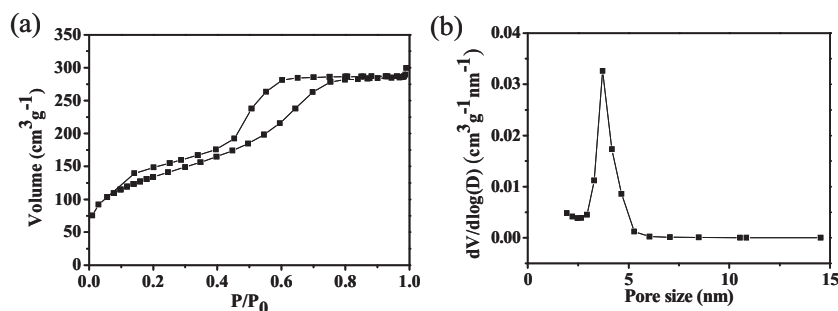 (a)
350
300
250
200
150
100
50
0
Volume (cm³g⁻¹)
0.0 0.2 0.4 0.6 0.8 1.0
P/P₀
(b)
0.04
0.03
0.02
0.01
0.00
dV/dlog(D) (cm³g⁻¹nm⁻¹)
0 5 10 15
Pore size (nm)